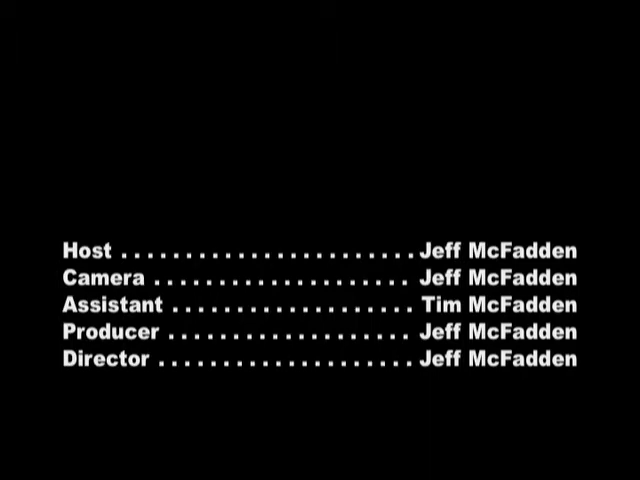 Host . . . . . . . . . . . . . . . . . . . . . . . Jeff McFadden
Camera . . . . . . . . . . . . . . . . . . . . Jeff McFadden
Assistant . . . . . . . . . . . . . . . . . . . Tim McFadden
Producer . . . . . . . . . . . . . . . . . . . Jeff McFadden
Director . . . . . . . . . . . . . . . . . . . . Jeff McFadden